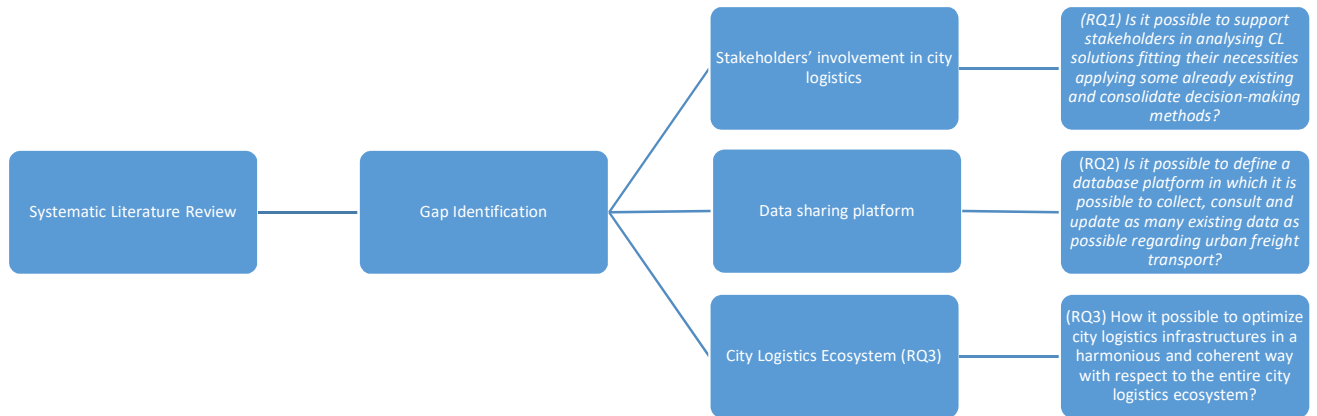 Systematic Literature Review
Gap Identification
Stakeholders' involvement in city
logistics
(RQ1) Is it possible to support
stakeholders in analysing CL
solutions fitting their necessities
applying some already existing
and consolidate decision-making
methods?
Data sharing platform
(RQ2) Is it possible to define a
database platform in which it is
possible to collect, consult and
update as many existing data as
possible regarding urban freight
transport?
City Logistics Ecosystem (RQ3)
(RQ3) How it possible to optimize
city logistics infrastructures in a
harmonious and coherent way
with respect to the entire city
logistics ecosystem?